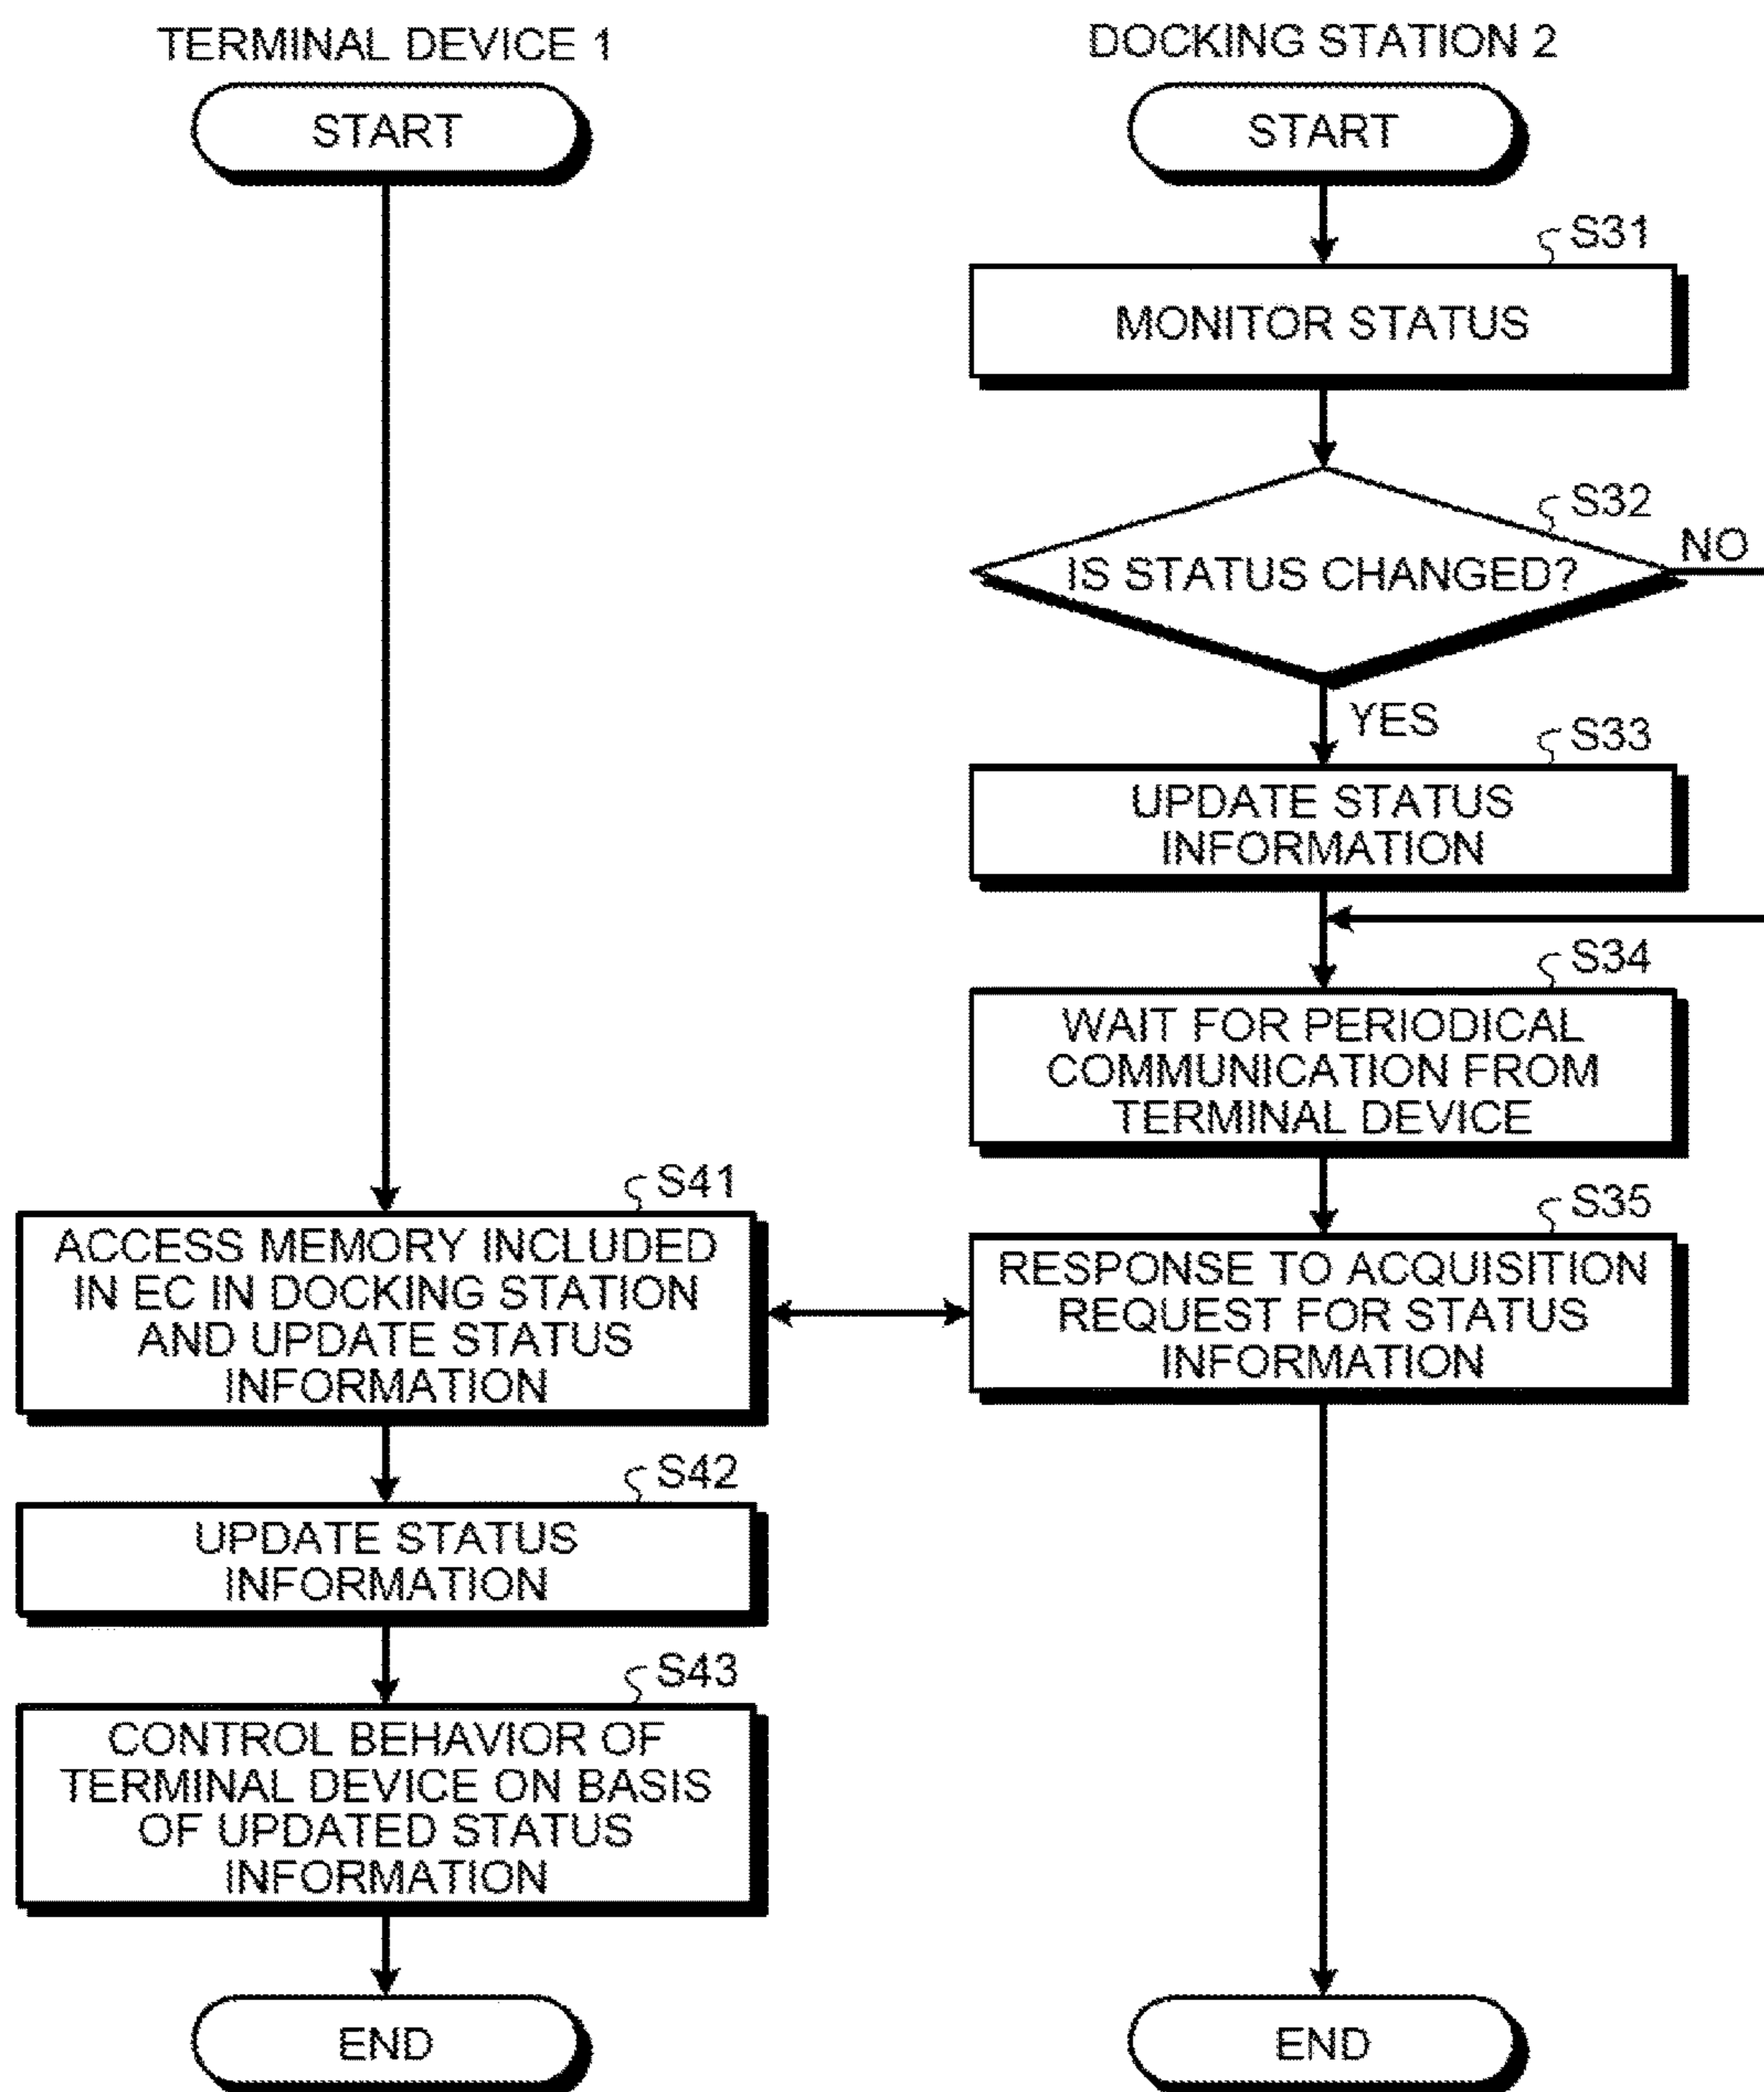 TERMINAL DEVICE 1
START
S41
ACCESS MEMORY INCLUDED
IN EC IN DOCKING STATION
AND UPDATE STATUS
INFORMATION
S42
UPDATE STATUS
INFORMATION
S43
CONTROL BEHAVIOR OF
TERMINAL DEVICE ON BASIS
OF UPDATED STATUS
INFORMATION
END
DOCKING STATION 2
START
S31
MONITOR STATUS
S32
IS STATUS CHANGED?
NO
YES
S33
UPDATE STATUS
INFORMATION
S34
WAIT FOR PERIODICAL
COMMUNICATION FROM
TERMINAL DEVICE
S35
RESPONSE TO ACQUISITION
REQUEST FOR STATUS
INFORMATION
END